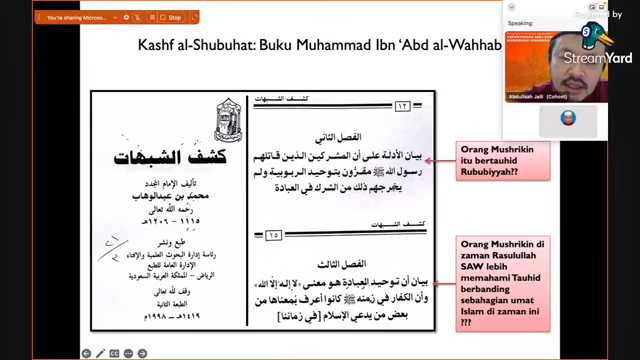 You're sharing Microso...
Stop
Speaking:
Powered by
StreamYard
Abdullaah Jalil (Cohost)
Kashf al-Shubuhat: Buku Muhammad Ibn ‘Abd al-Wahhab
كشف الشبهات
تأليف الإمام المجدد
محمد بن عبدالوهاب
رحمه الله تعالى
١١١٥ — ١٢٠٦هـ
طبع ونشر
رئاسة إدارة البحوث العلمية والإفتاء
الإدارة العامة للطبع
الرياض - المملكة العربية السعودية
وقف لله تعالى
الطبعة الثانية
١٤١٩هـ — ١٩٩٨م
كشف الشبهات
١٢
الفصل الثاني
بيان الأدلة على أن المشركين الذين قاتلهم
رسول الله ﷺ مقرّون بتوحيد الربوبية ولم
يخرجهم ذلك من الشرك في العبادة
كشف الشبهات
١٥
الفصل الثالث
بيان أن توحيد العبادة هو معنى «لا إله إلا الله»
وأن الكفار في زمنه ﷺ كانوا أعرف بمعناها من
بعض من يدعي الإسلام [في زماننا]
Orang Mushrikin
itu bertauhid
Rububiyyah??
Orang Mushrikin di
zaman Rasulullah
SAW lebih
memahami Tauhid
berbanding
sebahagian umat
Islam di zaman ini
???